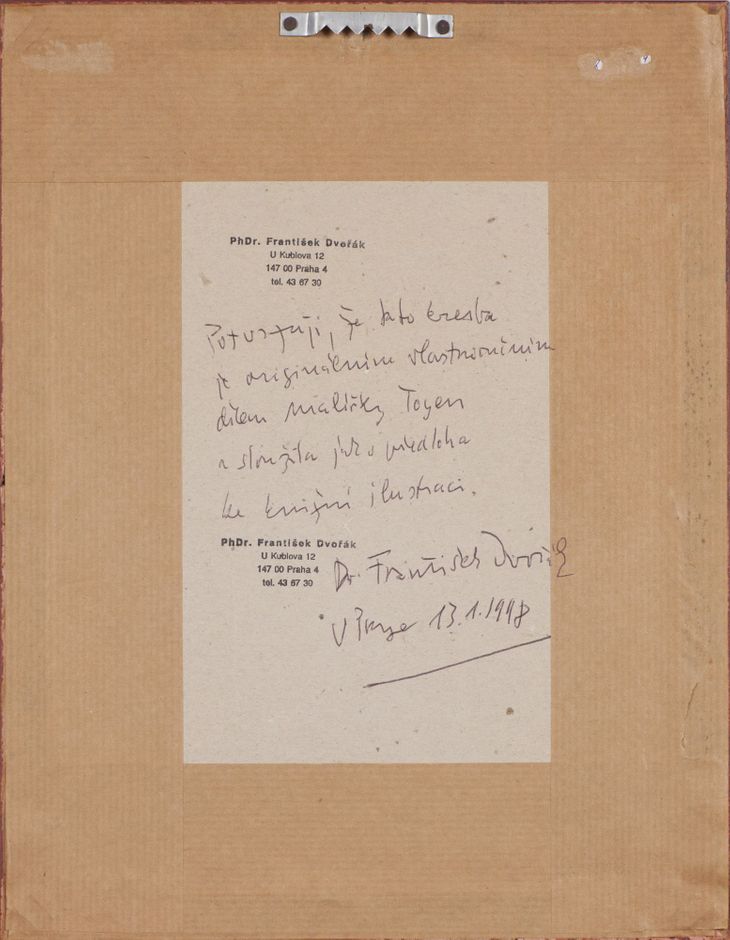 PhDr. František Dvořák
U Kublova 12
147 00 Praha 4
tel. 43 67 30
Potvrzuji, že tato kresba
je originálním vlastnoručním
dílem malířky Toyen
a sloužila jako předloha
ke knižní ilustraci.
PhDr. František Dvořák
U Kublova 12
147 00 Praha 4
tel. 43 67 30
Dr. František Dvořák
V Praze 13.1.1998